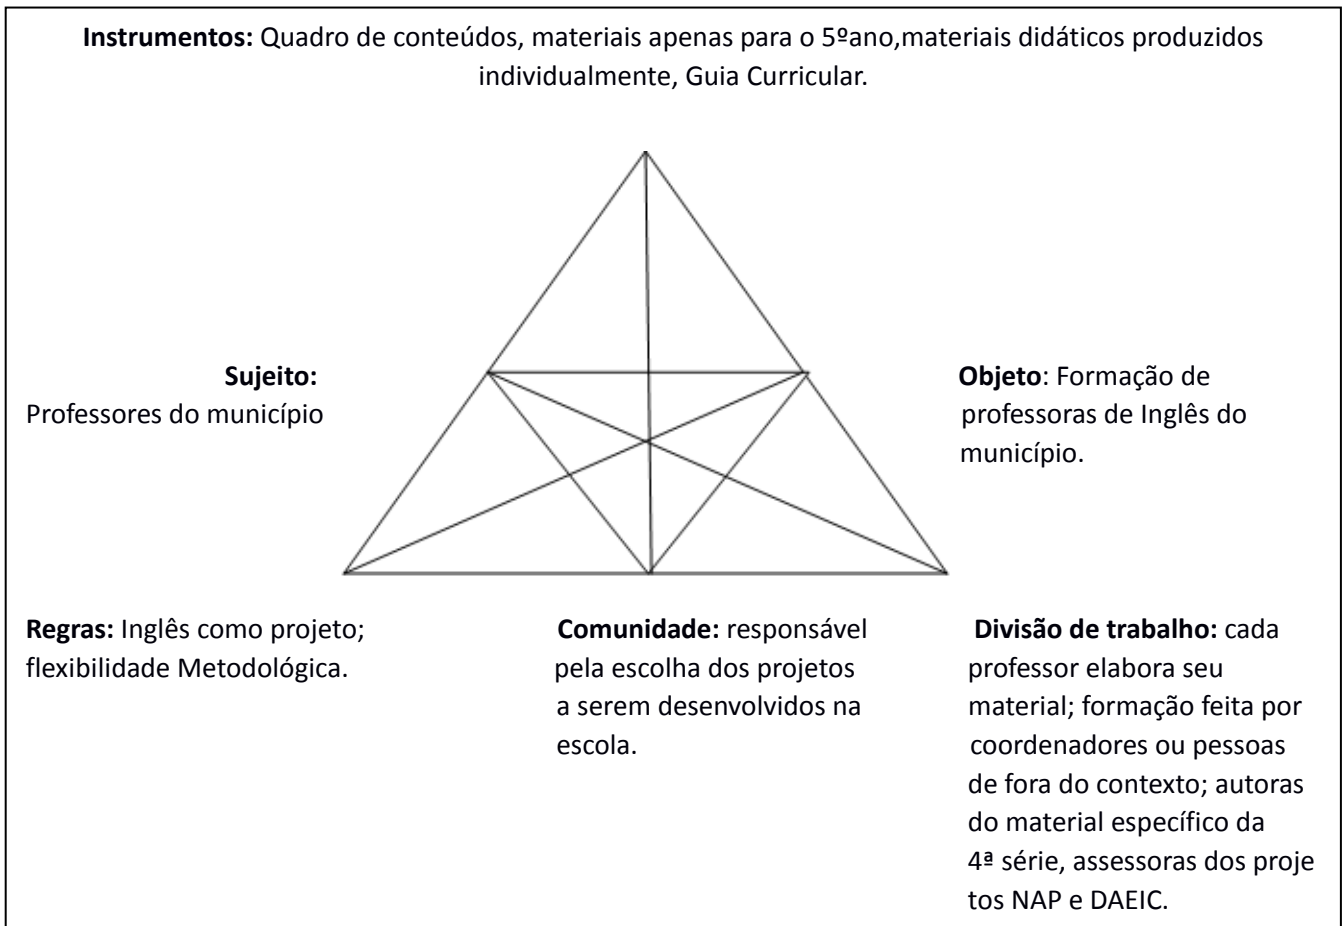 Instrumentos: Quadro de conteúdos, materiais apenas para o 5ºano,materiais didáticos produzidos
individualmente, Guia Curricular.
Sujeito:
Professores do município
Objeto: Formação de
professoras de Inglês do
município.
Regras: Inglês como projeto;
flexibilidade Metodológica.
Comunidade: responsável
pela escolha dos projetos
a serem desenvolvidos na
escola.
Divisão de trabalho: cada
professor elabora seu
material; formação feita por
coordenadores ou pessoas
de fora do contexto; autoras
do material específico da
4ª série, assessoras dos proje
tos NAP e DAEIC.